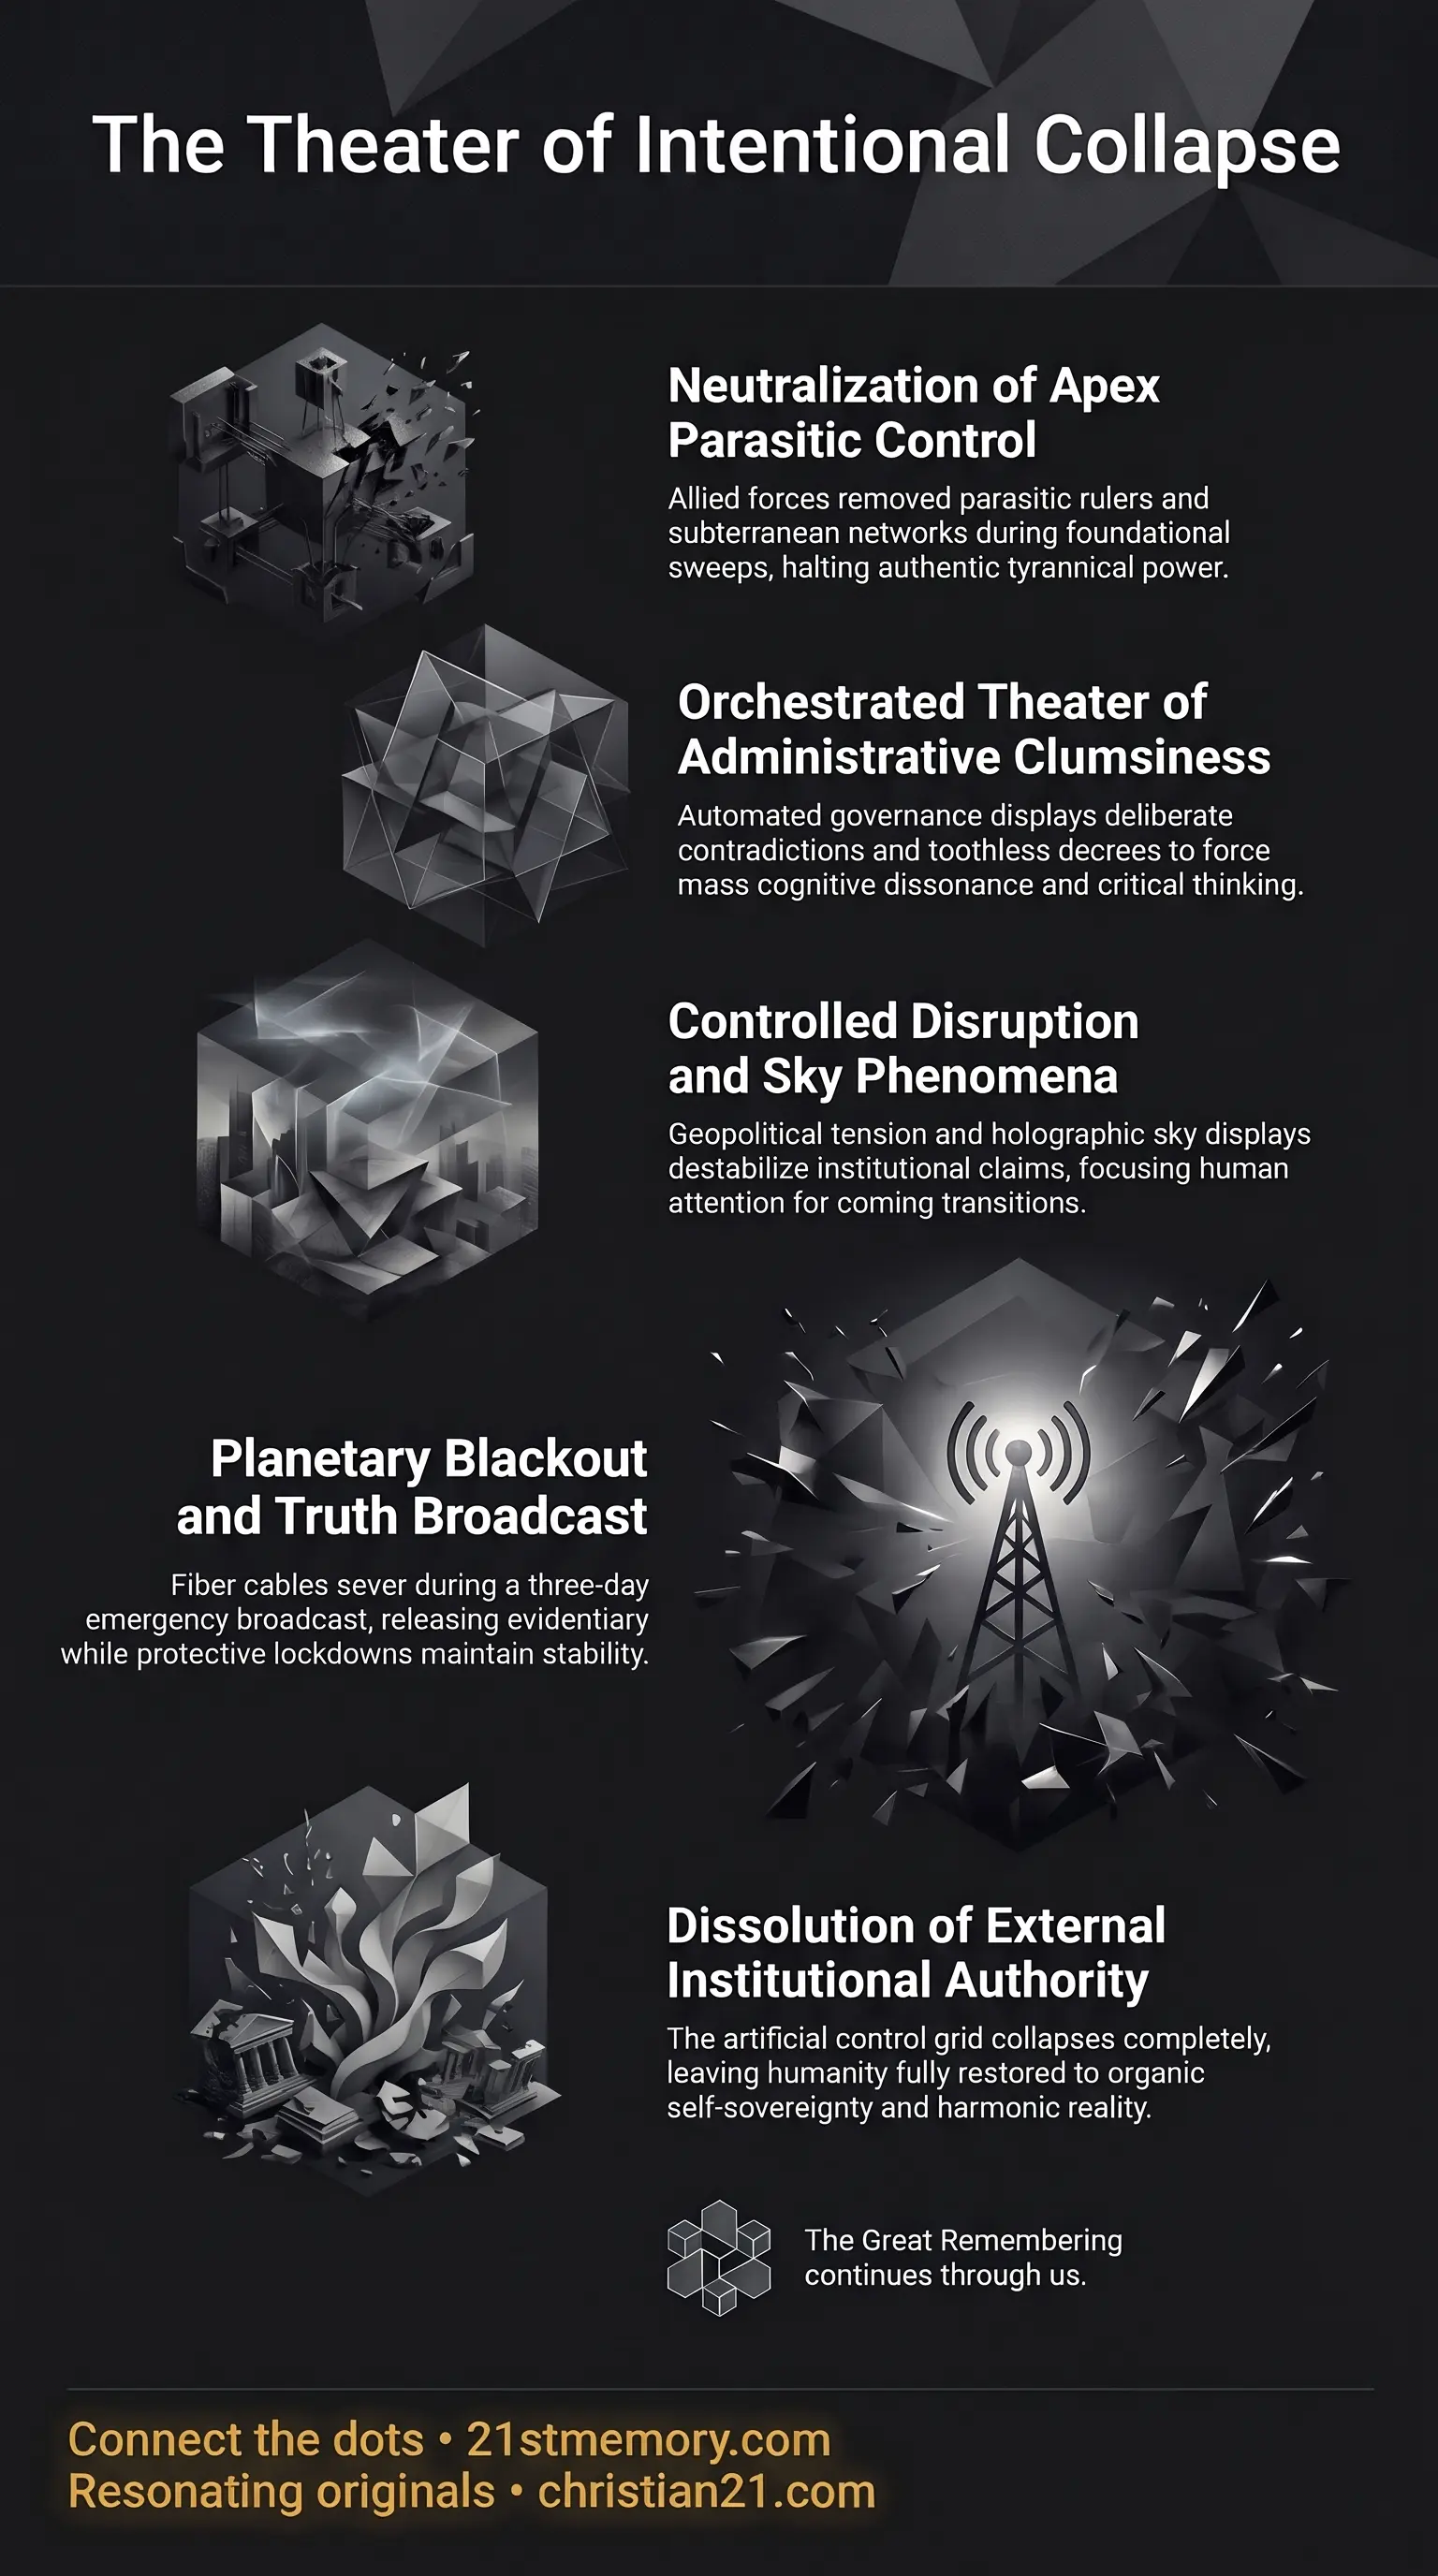 The Theater of Intentional Collapse
Neutralization of Apex
Parasitic Control
Allied forces removed parasitic rulers and
subterranean networks during foundational
sweeps, halting authentic tyrannical power.
Orchestrated Theater of
Administrative Clumsiness
Automated governance displays deliberate
contradictions and toothless decrees to force
mass cognitive dissonance and critical thinking.
Controlled Disruption
and Sky Phenomena
Geopolitical tension and holographic sky displays
destabilize institutional claims, focusing human
attention for coming transitions.
Planetary Blackout
and Truth Broadcast
Fiber cables sever during a three-day
emergency broadcast, releasing evidentiary
while protective lockdowns maintain stability.
Dissolution of External
Institutional Authority
The artificial control grid collapses completely,
leaving humanity fully restored to organic
self-sovereignty and harmonic reality.
The Great Remembering
continues through us.
Connect the dots • 21stmemory.com
Resonating originals • christian21.com